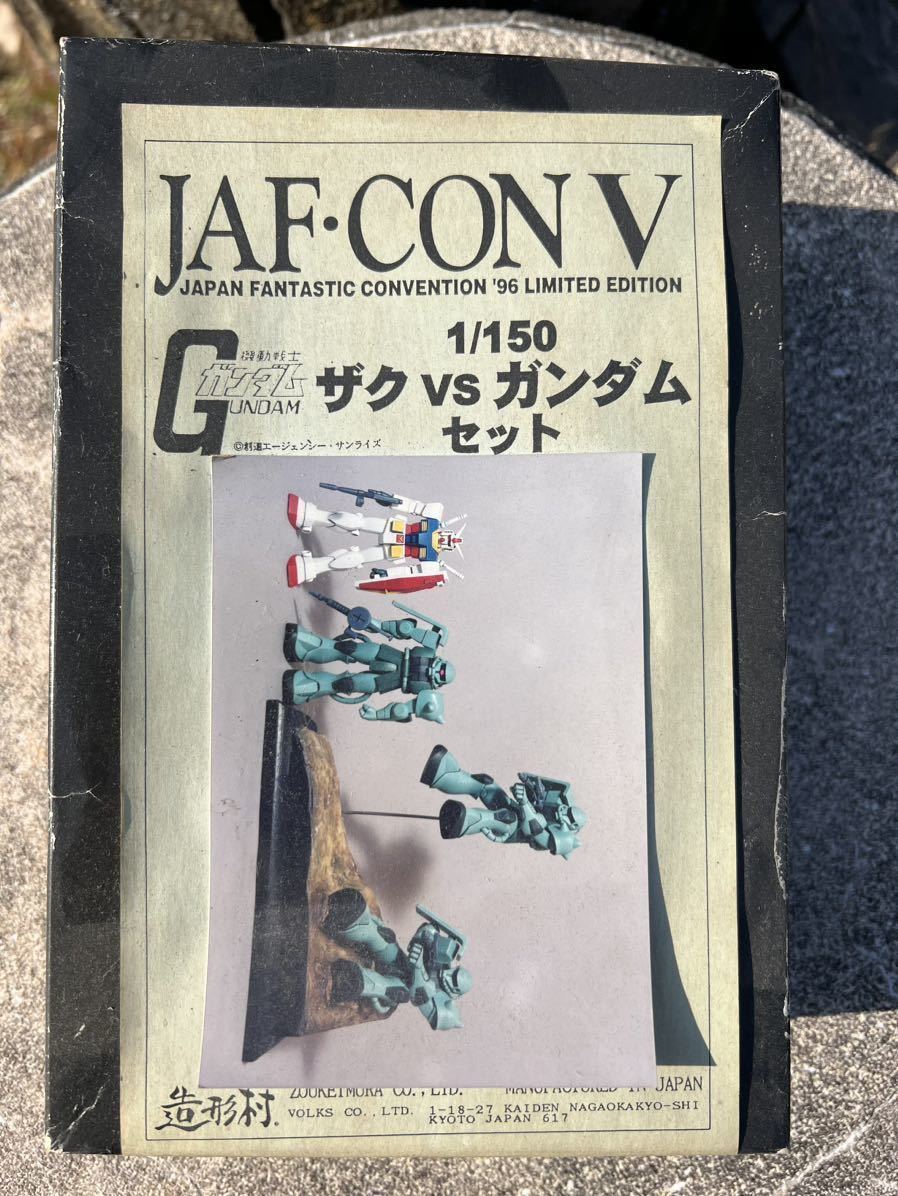 JAF·CON V
JAPAN FANTASTIC CONVENTION '96 LIMITED EDITION
機動戦士
ガンダム
GUNDAM
©創通エージェンシー・サンライズ
1/150
ザク VS ガンダム
セット
造形村
ZOUKEIMURA CO.,LTD. MANUFACTURED IN JAPAN
VOLKS CO.,LTD. 1-18-27 KAIDEN NAGAOKAKYO-SHI
KYOTO JAPAN 617